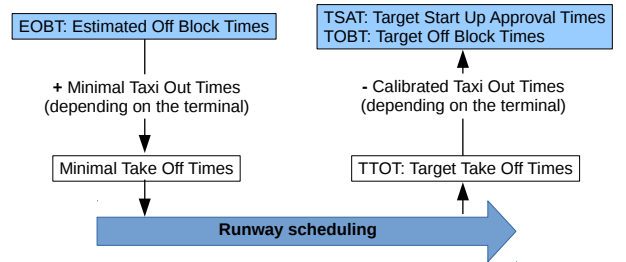 EOBT: Estimated Off Block Times
+ Minimal Taxi Out Times
(depending on the terminal)
Minimal Take Off Times
TSAT: Target Start Up Approval Times
TOBT: Target Off Block Times
- Calibrated Taxi Out Times
(depending on the terminal)
TTOT: Target Take Off Times
Runway scheduling